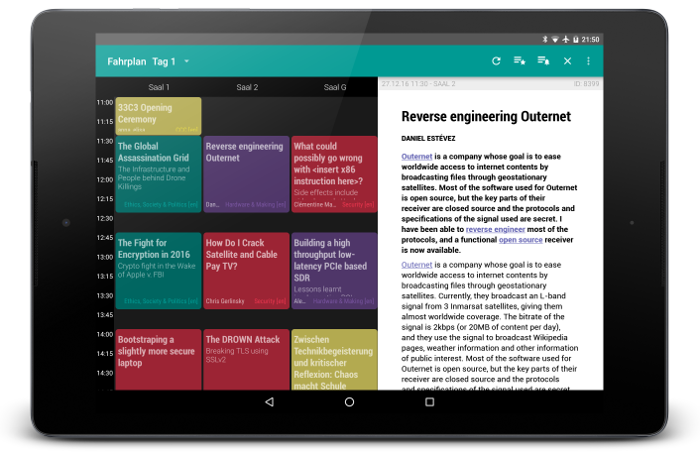 21:50
Fahrplan Tag 1
Saal 1
Saal 2
Saal G
11:00
11:15
11:30
11:45
12:00
12:15
12:30
12:45
13:00
13:15
13:30
13:45
14:00
14:15
14:30
33C3 Opening
Ceremony
The Global
Assassination Grid
The Infrastructure and
People behind Drone
Killings
Ethics, Society & Politics [en]
Reverse engineering
Outernet
Dan... Hardware & Making [en]
What could
possibly go wrong
with <insert x86
instruction here>?
Side effects include
Clémentine Ma... Security [en]
The Fight for
Encryption in 2016
Crypto fight in the Wake
of Apple v. FBI
Ethics, Society & Politics [en]
How Do I Crack
Satellite and Cable
Pay TV?
Chris Gerlinsky Security [en]
Building a high
throughput low-
latency PCIe based
SDR
Lessons learnt
Ale... Hardware & Making [en]
Bootstraping a
slightly more secure
laptop
The DROWN Attack
Breaking TLS using
SSLv2
Zwischen
Technikbegeisterung
und kritischer
Reflexion: Chaos
macht Schule
27.12.16 11:30 - SAAL 2
ID: 8399
Reverse engineering Outernet
DANIEL ESTÉVEZ
Outernet is a company whose goal is to ease
worldwide access to internet contents by
broadcasting files through geostationary
satellites. Most of the software used for Outernet
is open source, but the key parts of their
receiver are closed source and the protocols and
specifications of the signal used are secret. I
have been able to reverse engineer most of the
protocols, and a functional open source receiver
is now available.
Outernet is a company whose goal is to ease
worldwide access to internet contents by
broadcasting files through geostationary
satellites. Currently, they broadcast an L-band
signal from 3 Inmarsat satellites, giving them
almost worldwide coverage. The bitrate of the
signal is 2kbps (or 20MB of content per day),
and they use the signal to broadcast Wikipedia
pages, weather information and other information
of public interest. Most of the software used for
Outernet is open source, but the key parts of their
receiver are closed source and the protocols
and specifications of the signal used are secret.